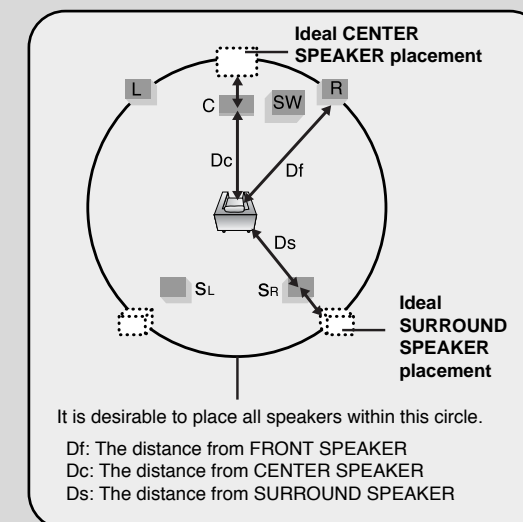 Ideal CENTER
SPEAKER placement
L
R
C
SW
Dc
Df
Ds
SL
SR
Ideal
SURROUND
SPEAKER
placement
It is desirable to place all speakers within this circle.
Df: The distance from FRONT SPEAKER
Dc: The distance from CENTER SPEAKER
Ds: The distance from SURROUND SPEAKER